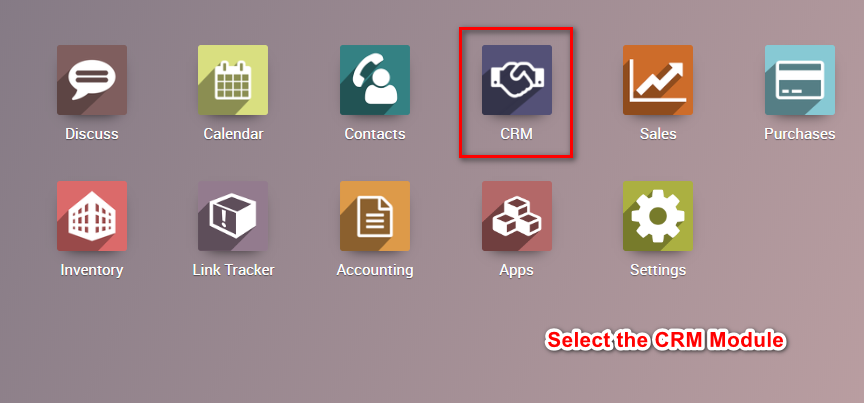 Discuss
Calendar
Contacts
CRM
Sales
Purchases
Inventory
Link Tracker
Accounting
Apps
Settings
Select the CRM Module